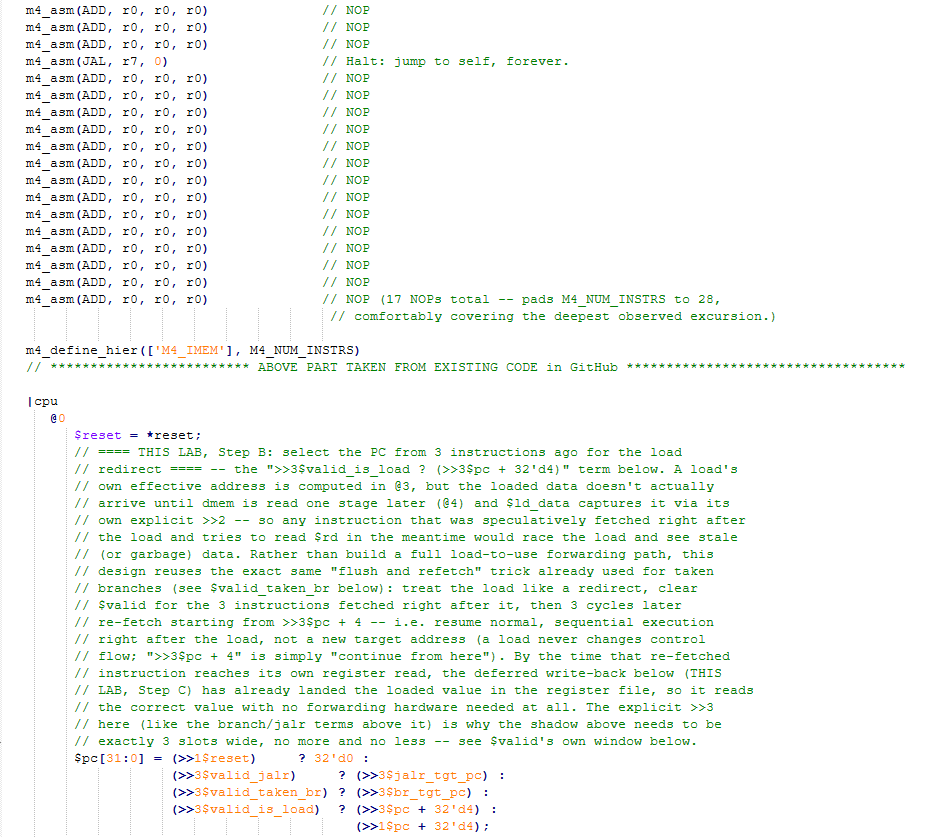 m4_asm(ADD, r0, r0, r0)              // NOP
m4_asm(ADD, r0, r0, r0)              // NOP
m4_asm(ADD, r0, r0, r0)              // NOP
m4_asm(JAL, r7, 0)                   // Halt: jump to self, forever.
m4_asm(ADD, r0, r0, r0)              // NOP
m4_asm(ADD, r0, r0, r0)              // NOP
m4_asm(ADD, r0, r0, r0)              // NOP
m4_asm(ADD, r0, r0, r0)              // NOP
m4_asm(ADD, r0, r0, r0)              // NOP
m4_asm(ADD, r0, r0, r0)              // NOP
m4_asm(ADD, r0, r0, r0)              // NOP
m4_asm(ADD, r0, r0, r0)              // NOP
m4_asm(ADD, r0, r0, r0)              // NOP
m4_asm(ADD, r0, r0, r0)              // NOP
m4_asm(ADD, r0, r0, r0)              // NOP
m4_asm(ADD, r0, r0, r0)              // NOP
m4_asm(ADD, r0, r0, r0)              // NOP
m4_asm(ADD, r0, r0, r0)              // NOP (17 NOPs total -- pads M4_NUM_INSTRS to 28,
                                      // comfortably covering the deepest observed excursion.)
m4_define_hier(['M4_IMEM'], M4_NUM_INSTRS)
// ************************* ABOVE PART TAKEN FROM EXISTING CODE in GitHub ***********************************
|cpu
   @0
      $reset = *reset;
      // ==== THIS LAB, Step B: select the PC from 3 instructions ago for the load
      // redirect ==== -- the ">>3$valid_is_load ? (>>3$pc + 32'd4)" term below. A load's
      // own effective address is computed in @3, but the loaded data doesn't actually
      // arrive until dmem is read one stage later (@4) and $ld_data captures it via its
      // own explicit >>2 -- so any instruction that was speculatively fetched right after
      // the load and tries to read $rd in the meantime would race the load and see stale
      // (or garbage) data. Rather than build a full load-to-use forwarding path, this
      // design reuses the exact same "flush and refetch" trick already used for taken
      // branches (see $valid_taken_br below): treat the load like a redirect, clear
      // $valid for the 3 instructions fetched right after it, then 3 cycles later
      // re-fetch starting from >>3$pc + 4 -- i.e. resume normal, sequential execution
      // right after the load, not a new target address (a load never changes control
      // flow; ">>3$pc + 4" is simply "continue from here"). By the time that re-fetched
      // instruction reaches its own register read, the deferred write-back below (THIS
      // LAB, Step C) has already landed the loaded value in the register file, so it reads
      // the correct value with no forwarding hardware needed at all. The explicit >>3
      // here (like the branch/jalr terms above it) is why the shadow above needs to be
      // exactly 3 slots wide, no more and no less -- see $valid's own window below.
      $pc[31:0] = (>>1$reset)     ? 32'd0 :
                  (>>3$valid_jalr)     ? (>>3$jalr_tgt_pc) :
                  (>>3$valid_taken_br) ? (>>3$br_tgt_pc) :
                  (>>3$valid_is_load)  ? (>>3$pc + 32'd4) :
                                         (>>1$pc + 32'd4);